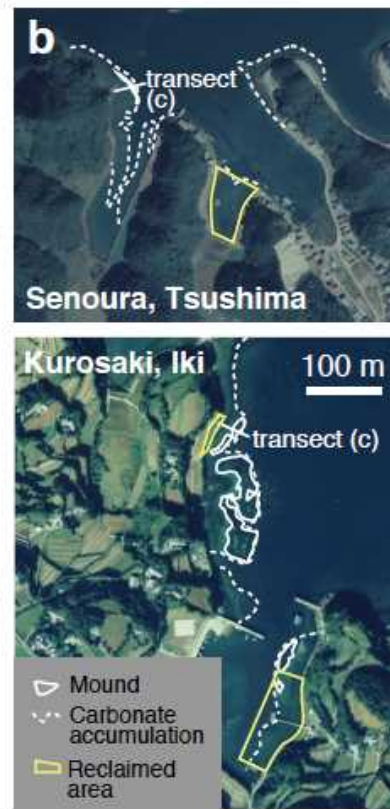 b
transect
(c)
Senoura, Tsushima
Kurosaki, Iki
100 m
transect (c)
Mound
Carbonate
accumulation
Reclaimed
area